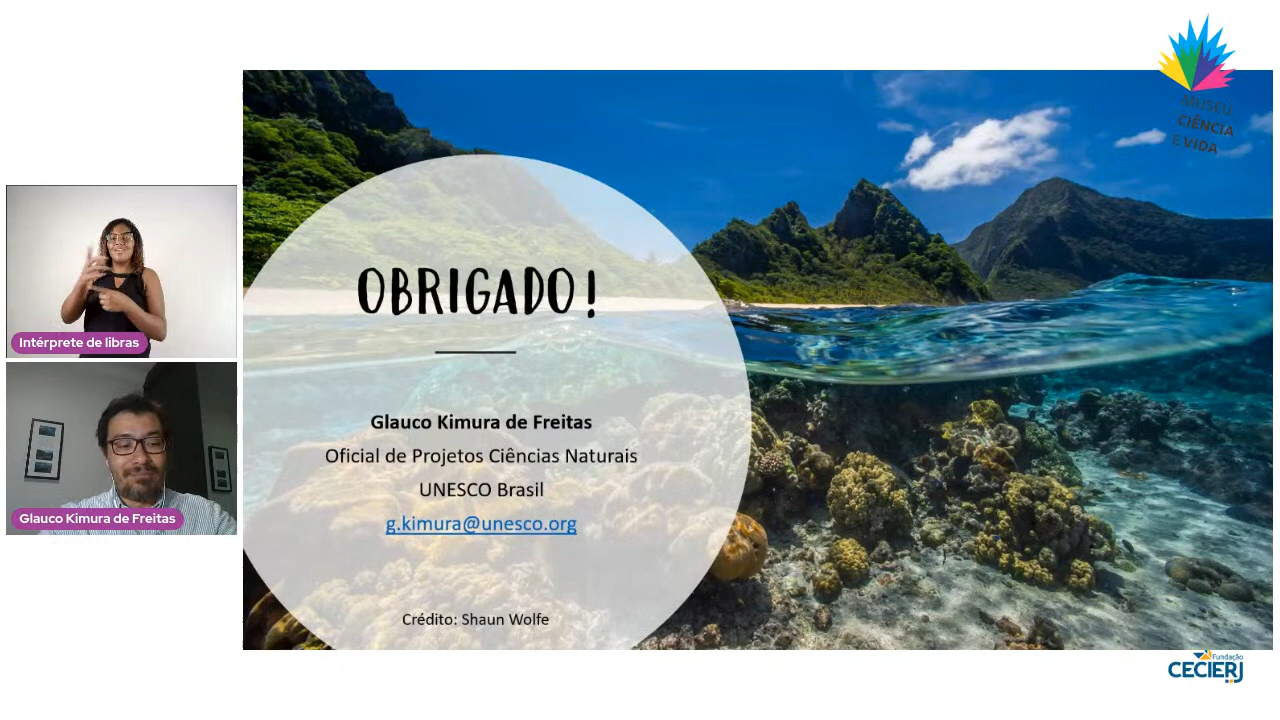 MUSEU
CIÊNCIA
E VIDA
Intérprete de libras
Glauco Kimura de Freitas
OBRIGADO!
Glauco Kimura de Freitas
Oficial de Projetos Ciências Naturais
UNESCO Brasil
g.kimura@unesco.org
Crédito: Shaun Wolfe
Fundação
CECIERJ